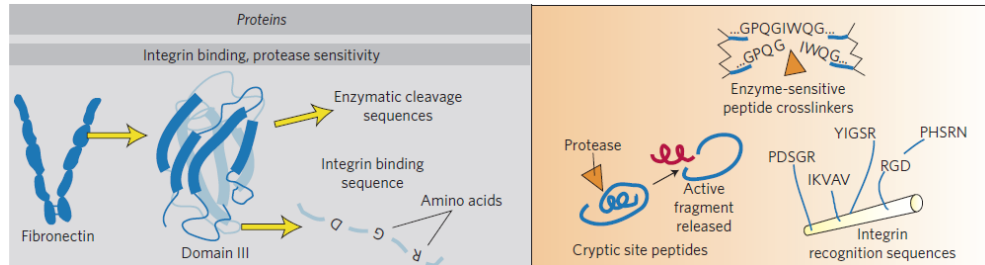 Proteins
Integrin binding, protease sensitivity
Enzymatic cleavage
sequences
Integrin binding
sequence
Amino acids
D
G
R
Fibronectin
Domain III
...GPQGIWQG...
...GPQG IWQG...
Enzyme-sensitive
peptide crosslinkers
Protease
Active
fragment
released
Cryptic site peptides
YIGSR
PHSRN
PDSGR
IKVAV
RGD
Integrin
recognition sequences